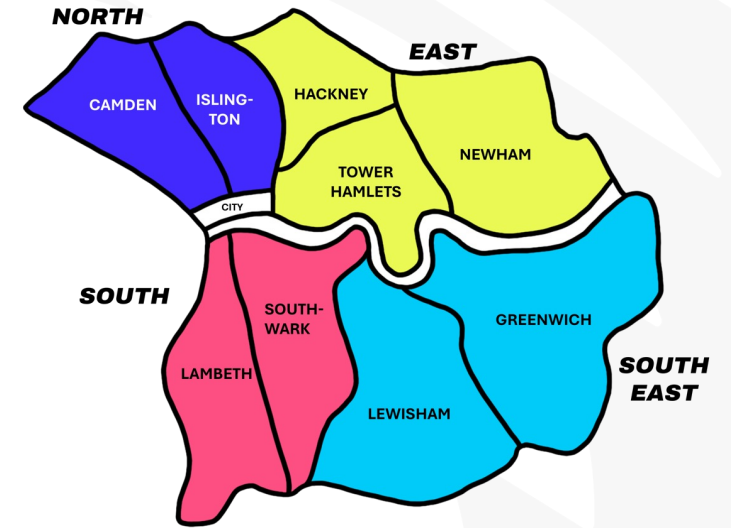 NORTH
EAST
CAMDEN
ISLING-
TON
HACKNEY
NEWHAM
TOWER
HAMLETS
CITY
SOUTH
SOUTH-
WARK
GREENWICH
LAMBETH
SOUTH
EAST
LEWISHAM